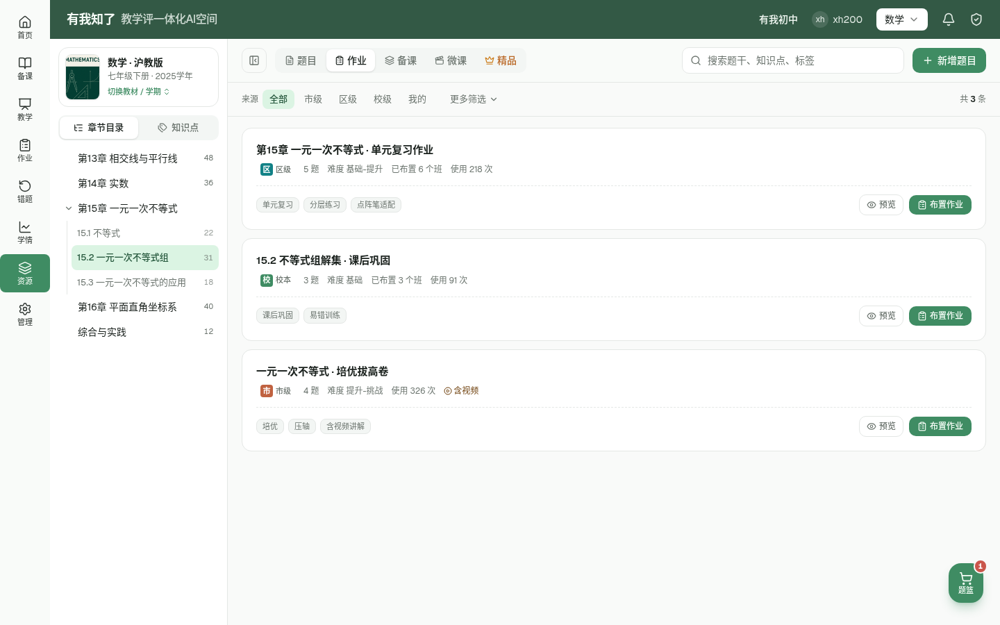 首页
备课
教学
作业
错题
学情
资源
管理
有我知了 教学评一体化AI空间
有我初中
xh xh200
数学
MATHEMATICS
数学 · 沪教版
七年级下册 · 2025学年
切换教材 / 学期
章节目录 知识点
第13章 相交线与平行线 48
第14章 实数 36
第15章 一元一次不等式
15.1 不等式 22
15.2 一元一次不等式组 31
15.3 一元一次不等式的应用 18
第16章 平面直角坐标系 40
综合与实践 12
题目 作业 备课 微课 精品
搜索题干、知识点、标签
新增题目
来源 全部 市级 区级 校级 我的 更多筛选
共 3 条
第15章 一元一次不等式 · 单元复习作业
区 区级 5 题 难度 基础-提升 已布置 6 个班 使用 218 次
单元复习 分层练习 点阵笔适配
预览 布置作业
15.2 不等式组解集 · 课后巩固
校 校本 3 题 难度 基础 已布置 3 个班 使用 91 次
课后巩固 易错训练
预览 布置作业
一元一次不等式 · 培优拔高卷
市 市级 4 题 难度 提升-挑战 使用 326 次 含视频
培优 压轴 含视频讲解
预览 布置作业
1
题篮